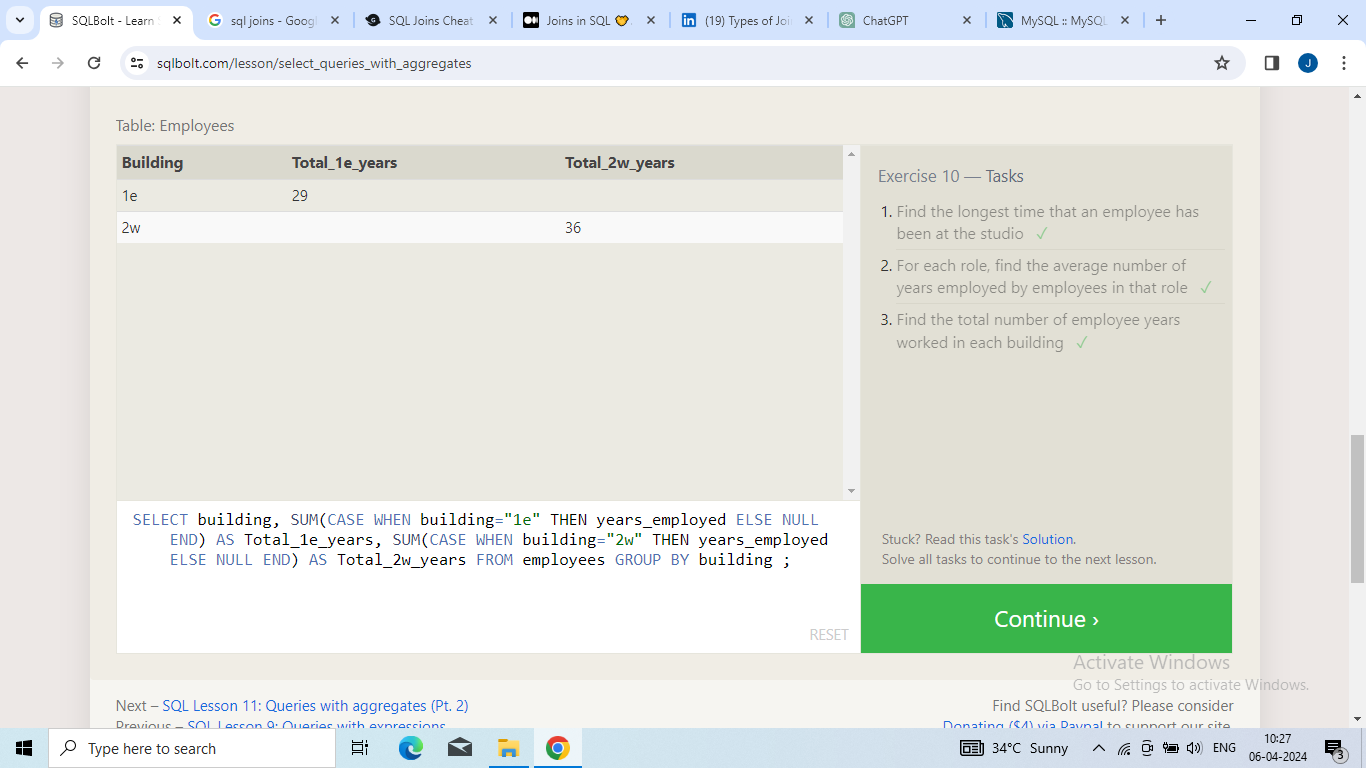 SQLBolt - Learn
sql joins - Goog
SQL Joins Cheat
Joins in SQL
(19) Types of Joi
ChatGPT
MySQL :: MySQL
sqlbolt.com/lesson/select_queries_with_aggregates
J
Table: Employees
Building Total_1e_years Total_2w_years
1e 29
2w 36
Exercise 10 — Tasks
1. Find the longest time that an employee has
been at the studio ✓
2. For each role, find the average number of
years employed by employees in that role ✓
3. Find the total number of employee years
worked in each building ✓
SELECT building, SUM(CASE WHEN building="1e" THEN years_employed ELSE NULL
END) AS Total_1e_years, SUM(CASE WHEN building="2w" THEN years_employed
ELSE NULL END) AS Total_2w_years FROM employees GROUP BY building ;
RESET
Stuck? Read this task's Solution.
Solve all tasks to continue to the next lesson.
Continue ›
Activate Windows
Go to Settings to activate Windows.
Next – SQL Lesson 11: Queries with aggregates (Pt. 2)
Find SQLBolt useful? Please consider
Previous – SQL Lesson 9: Queries with expressions
Donating ($4) via Paypal to support our site.
Type here to search
34°C Sunny
ENG
10:27
06-04-2024
3